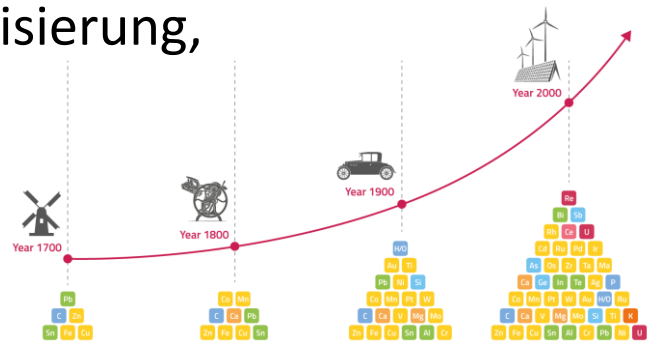 isierung,
Year 1700
Pb
C Zn
Sn Fe Cu
Year 1800
Co Mn
C Ca Pb
Zn Fe Cu Sn
Year 1900
H/O
Au Ti
Pb Ni Si
Co Mn Pt W
C Ca V Mg Mo
Zn Fe Cu Sn Al Cr
Year 2000
Re
Bi Sb
Rh Ce U
Cd Ru Pd Ir
As Os Zr Ta Ma
Ca Ge In Te Ag P
Co Mn Pt W Au H/O Ru
C Ca V Mg Mo Si Ti K
Zn Fe Cu Sn Al Cr Pb Ni U